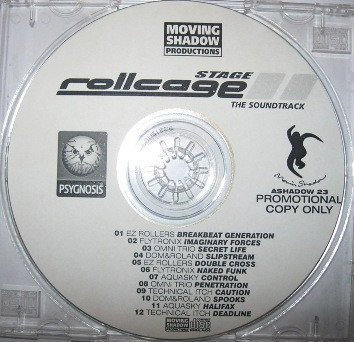 MOVING
SHADOW
PRODUCTIONS
STAGE
rollcage II
THE SOUNDTRACK
PSYGNOSIS
Moving Shadow
ASHADOW 23
PROMOTIONAL
COPY ONLY
01 EZ ROLLERS BREAKBEAT GENERATION
02 FLYTRONIX IMAGINARY FORCES
03 OMNI TRIO SECRET LIFE
04 DOM&ROLAND SLIPSTREAM
05 EZ ROLLERS DOUBLE CROSS
06 FLYTRONIX NAKED FUNK
07 AQUASKY CONTROL
08 OMNI TRIO PENETRATION
09 TECHNICAL ITCH CAUTION
10 DOM&ROLAND SPOOKS
11 AQUASKY HALIFAX
12 TECHNICAL ITCH DEADLINE